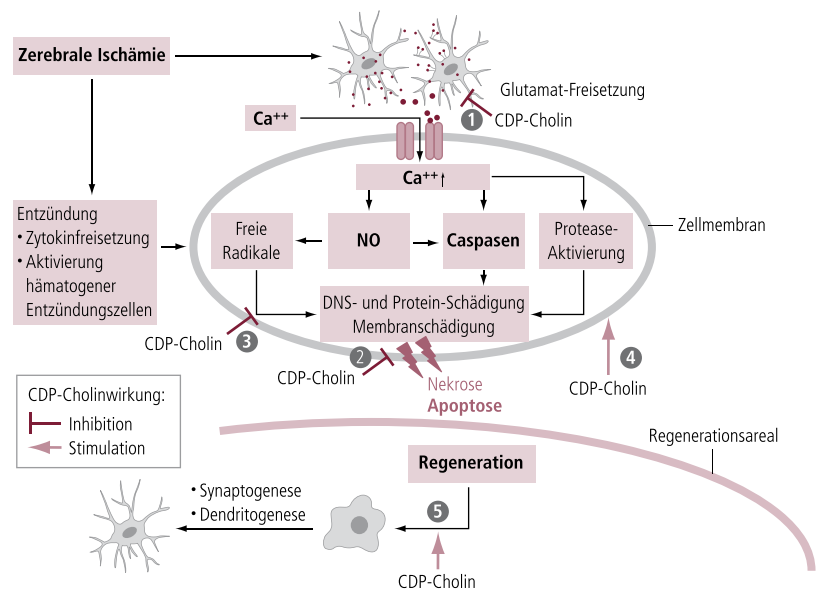 Zerebrale Ischämie
Glutamat-Freisetzung
1
CDP-Cholin
Ca++
Ca++↑
Entzündung
• Zytokinfreisetzung
• Aktivierung
hämatogener
Entzündungszellen
Freie
Radikale
NO
Caspasen
Protease-
Aktivierung
Zellmembran
DNS- und Protein-Schädigung
Membranschädigung
CDP-Cholin
3
2
CDP-Cholin
4
CDP-Cholin
Nekrose
Apoptose
CDP-Cholinwirkung:
Inhibition
Stimulation
Regenerationsareal
Regeneration
• Synaptogenese
• Dendritogenese
5
CDP-Cholin